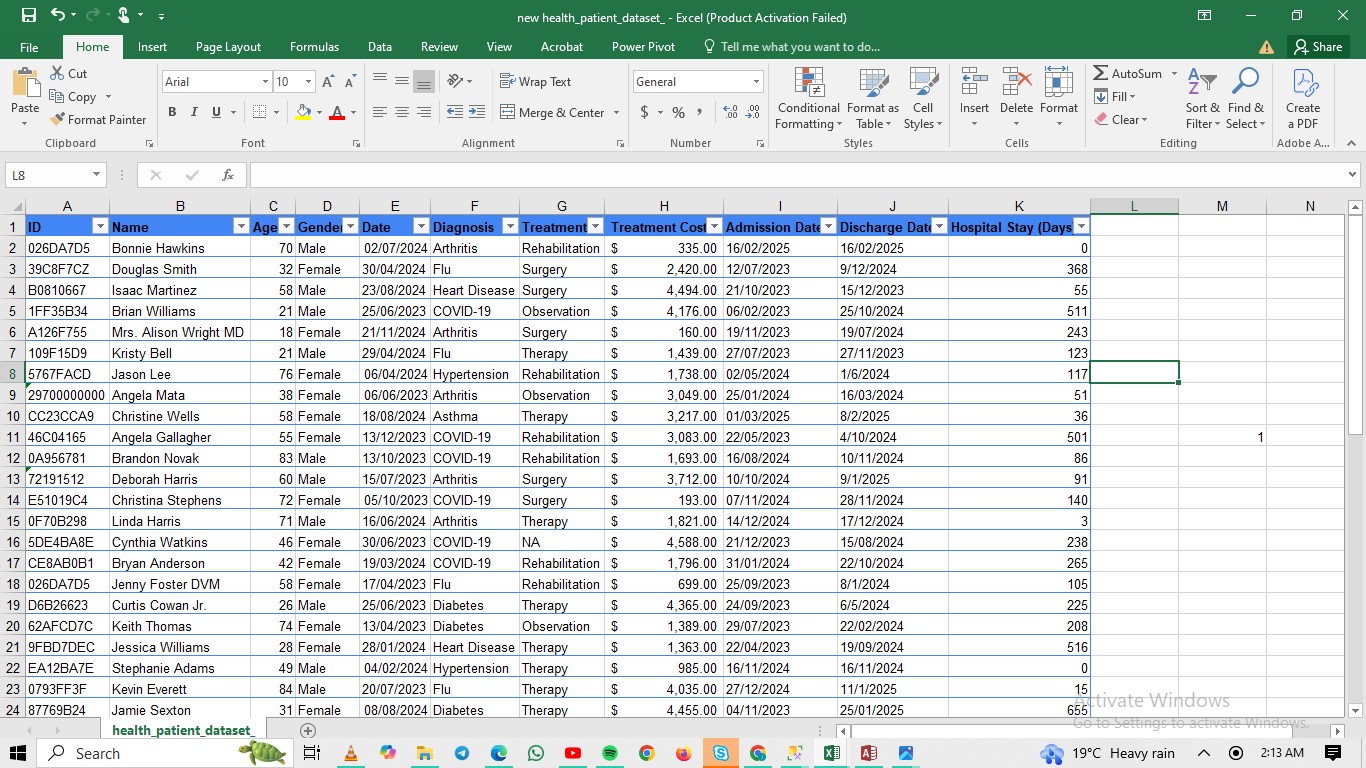 new health_patient_dataset_ - Excel (Product Activation Failed)
File Home Insert Page Layout Formulas Data Review View Acrobat Power Pivot Tell me what you want to do... Share
Paste Cut Copy Format Painter Clipboard
Arial 10 A A B I U A Font
Wrap Text Merge & Center Alignment
General $ % , Number
Conditional Formatting Format as Table Cell Styles Styles
Insert Delete Format Cells
AutoSum Fill Clear Sort & Filter Find & Select Editing
Create a PDF Adobe A...
L8 fx
A B C D E F G H I J K L M N
1 ID Name Age Gende Date Diagnosis Treatment Treatment Cost Admission Date Discharge Date Hospital Stay (Days
2 026DA7D5 Bonnie Hawkins 70 Male 02/07/2024 Arthritis Rehabilitation $ 335.00 16/02/2025 16/02/2025 0
3 39C8F7CZ Douglas Smith 32 Female 30/04/2024 Flu Surgery $ 2,420.00 12/07/2023 9/12/2024 368
4 B0810667 Isaac Martinez 58 Male 23/08/2024 Heart Disease Surgery $ 4,494.00 21/10/2023 15/12/2023 55
5 1FF35B34 Brian Williams 21 Male 25/06/2023 COVID-19 Observation $ 4,176.00 06/02/2023 25/10/2024 511
6 A126F755 Mrs. Alison Wright MD 18 Female 21/11/2024 Arthritis Surgery $ 160.00 19/11/2023 19/07/2024 243
7 109F15D9 Kristy Bell 21 Male 29/04/2024 Flu Therapy $ 1,439.00 27/07/2023 27/11/2023 123
8 5767FACD Jason Lee 76 Female 06/04/2024 Hypertension Rehabilitation $ 1,738.00 02/05/2024 1/6/2024 117
9 29700000000 Angela Mata 38 Female 06/06/2023 Arthritis Observation $ 3,049.00 25/01/2024 16/03/2024 51
10 CC23CCA9 Christine Wells 58 Female 18/08/2024 Asthma Therapy $ 3,217.00 01/03/2025 8/2/2025 36
11 46C04165 Angela Gallagher 55 Female 13/12/2023 COVID-19 Rehabilitation $ 3,083.00 22/05/2023 4/10/2024 501 1
12 0A956781 Brandon Novak 83 Male 13/10/2023 COVID-19 Rehabilitation $ 1,693.00 16/08/2024 10/11/2024 86
13 72191512 Deborah Harris 60 Male 15/07/2023 Arthritis Surgery $ 3,712.00 10/10/2024 9/1/2025 91
14 E51019C4 Christina Stephens 72 Female 05/10/2023 COVID-19 Surgery $ 193.00 07/11/2024 28/11/2024 140
15 0F70B298 Linda Harris 71 Male 16/06/2024 Arthritis Therapy $ 1,821.00 14/12/2024 17/12/2024 3
16 5DE4BA8E Cynthia Watkins 46 Female 30/06/2023 COVID-19 NA $ 4,588.00 21/12/2023 15/08/2024 238
17 CE8AB0B1 Bryan Anderson 42 Female 19/03/2024 COVID-19 Rehabilitation $ 1,796.00 31/01/2024 22/10/2024 265
18 026DA7D5 Jenny Foster DVM 58 Female 17/04/2023 Flu Rehabilitation $ 699.00 25/09/2023 8/1/2024 105
19 D6B26623 Curtis Cowan Jr. 26 Male 25/06/2023 Diabetes Therapy $ 4,365.00 24/09/2023 6/5/2024 225
20 62AFCD7C Keith Thomas 74 Female 13/04/2023 Diabetes Observation $ 1,389.00 29/07/2023 22/02/2024 208
21 9FBD7DEC Jessica Williams 28 Female 28/01/2024 Heart Disease Therapy $ 1,363.00 22/04/2023 19/09/2024 516
22 EA12BA7E Stephanie Adams 49 Male 04/02/2024 Hypertension Therapy $ 985.00 16/11/2024 16/11/2024 0
23 0793FF3F Kevin Everett 84 Male 20/07/2023 Flu Therapy $ 4,035.00 27/12/2024 11/1/2025 15
24 87769B24 Jamie Sexton 31 Female 08/08/2024 Diabetes Therapy $ 4,455.00 04/11/2023 25/01/2025 655
Activate Windows
Go to Settings to activate Windows.
health_patient_dataset_
Search 19°C Heavy rain 2:13 AM